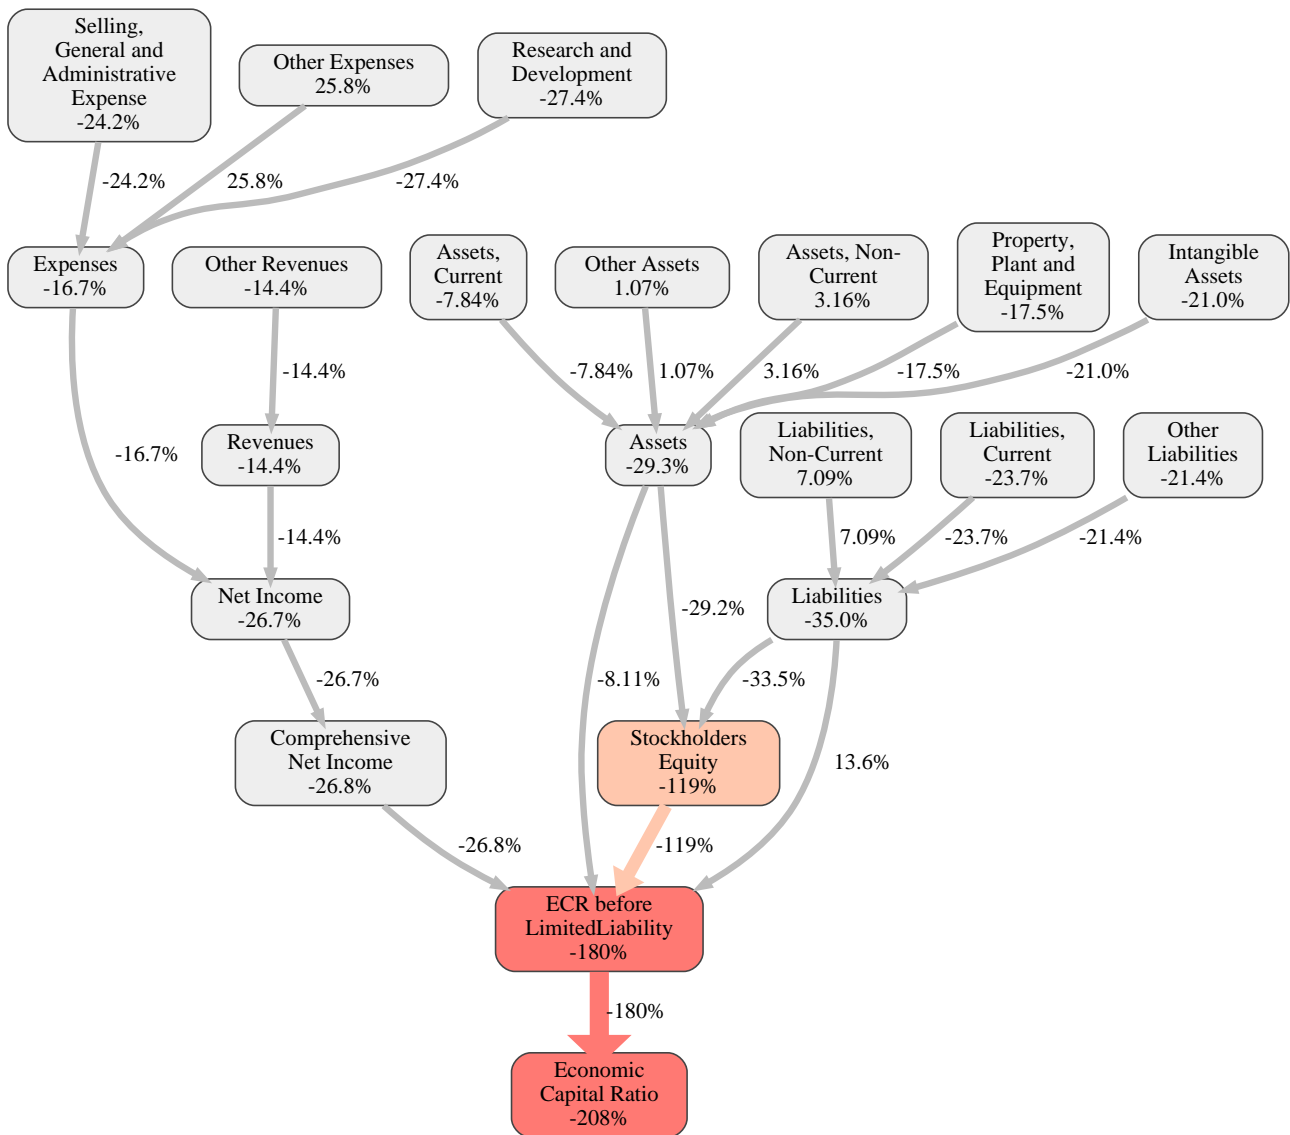 Selling,
General and
Administrative
Expense
-24.2%
Other Expenses
25.8%
Research and
Development
-27.4%
-24.2%
25.8%
-27.4%
Expenses
-16.7%
Other Revenues
-14.4%
Assets,
Current
-7.84%
Other Assets
1.07%
Assets, Non-
Current
3.16%
Property,
Plant and
Equipment
-17.5%
Intangible
Assets
-21.0%
-14.4%
-7.84%
1.07%
3.16%
-17.5%
-21.0%
-16.7%
Revenues
-14.4%
Assets
-29.3%
Liabilities,
Non-Current
7.09%
Liabilities,
Current
-23.7%
Other
Liabilities
-21.4%
-14.4%
7.09%
-23.7%
-21.4%
Net Income
-26.7%
-29.2%
Liabilities
-35.0%
-26.7%
-8.11%
-33.5%
Comprehensive
Net Income
-26.8%
Stockholders
Equity
-119%
13.6%
-26.8%
-119%
ECR before
LimitedLiability
-180%
-180%
Economic
Capital Ratio
-208%